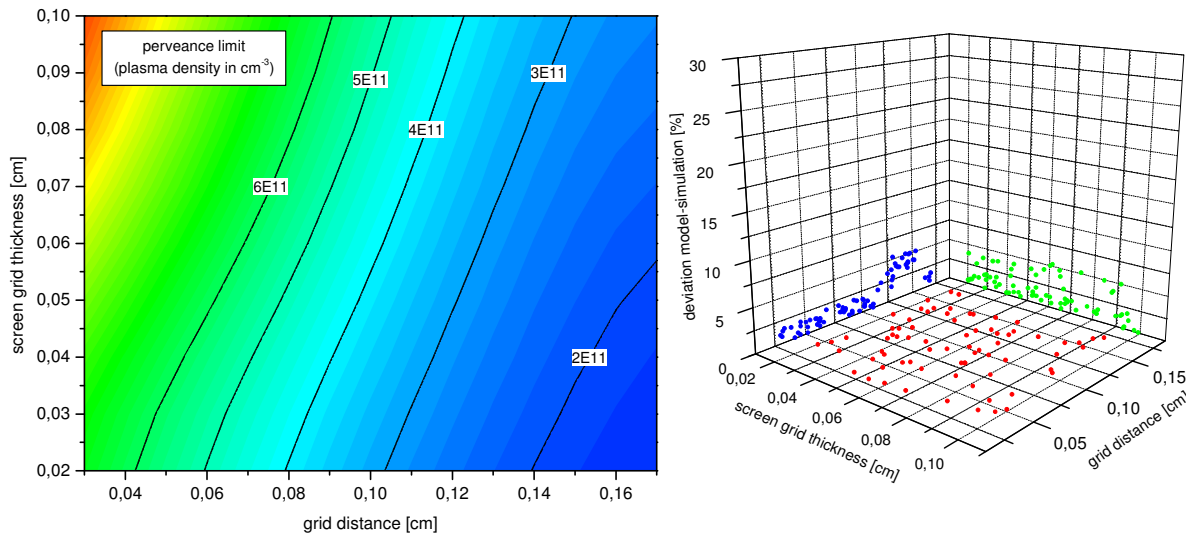 perveance limit
(plasma density in cm-3)
0,10
0,09
0,08
0,07
0,06
0,05
0,04
0,03
0,02
screen grid thickness [cm]
6E11
5E11
4E11
3E11
2E11
0,04
0,06
0,08
0,10
0,12
0,14
0,16
grid distance [cm]
30
25
20
15
10
5
0
deviation model-simulation [%]
0,02
0,04
0,06
0,08
0,10
screen grid thickness [cm]
0,05
0,10
0,15
grid distance [cm]